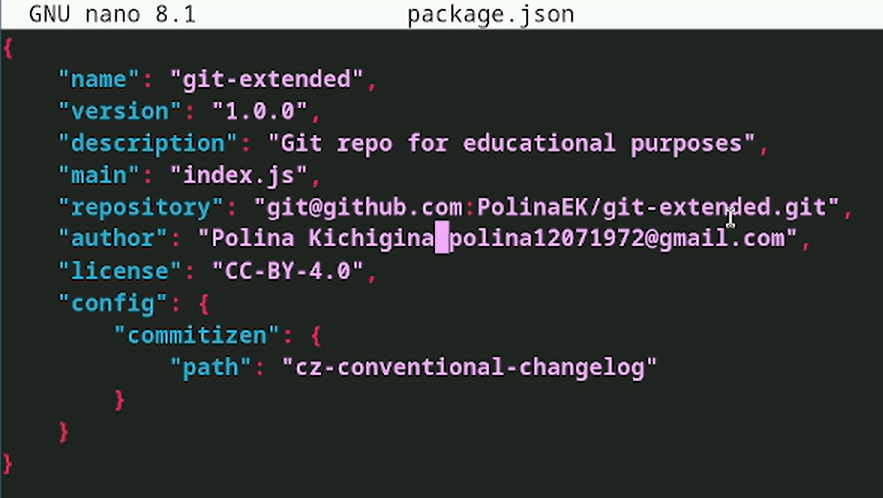 GNU nano 8.1 package.json
{
    "name": "git-extended",
    "version": "1.0.0",
    "description": "Git repo for educational purposes",
    "main": "index.js",
    "repository": "git@github.com:PolinaEK/git-extended.git",
    "author": "Polina Kichigina polina12071972@gmail.com",
    "license": "CC-BY-4.0",
    "config": {
        "commitizen": {
            "path": "cz-conventional-changelog"
        }
    }
}